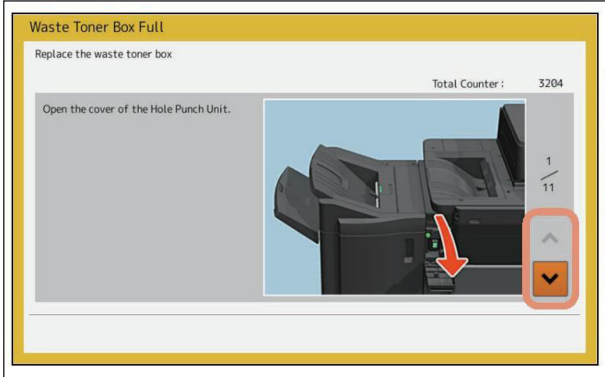 Waste Toner Box Full
Replace the waste toner box
Total Counter : 3204
Open the cover of the Hole Punch Unit.
1
11